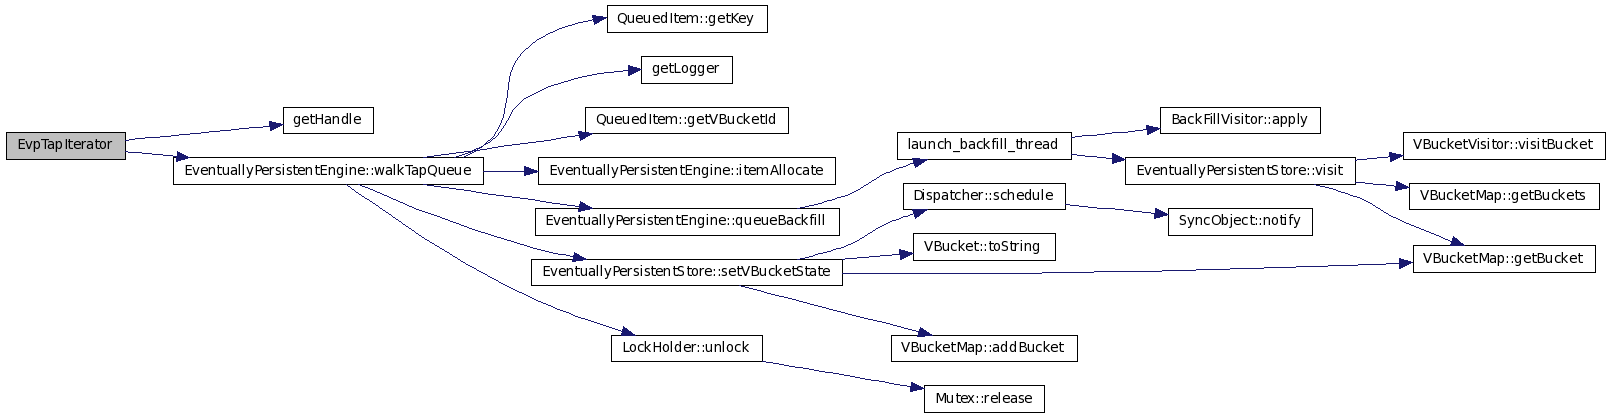 EvpTapIterator
getHandle
EventuallyPersistentEngine::walkTapQueue
QueuedItem::getKey
getLogger
QueuedItem::getVBucketId
EventuallyPersistentEngine::itemAllocate
EventuallyPersistentEngine::queueBackfill
EventuallyPersistentStore::setVBucketState
LockHolder::unlock
launch_backfill_thread
Dispatcher::schedule
VBucket::toString
VBucketMap::addBucket
Mutex::release
BackFillVisitor::apply
EventuallyPersistentStore::visit
SyncObject::notify
VBucketVisitor::visitBucket
VBucketMap::getBuckets
VBucketMap::getBucket